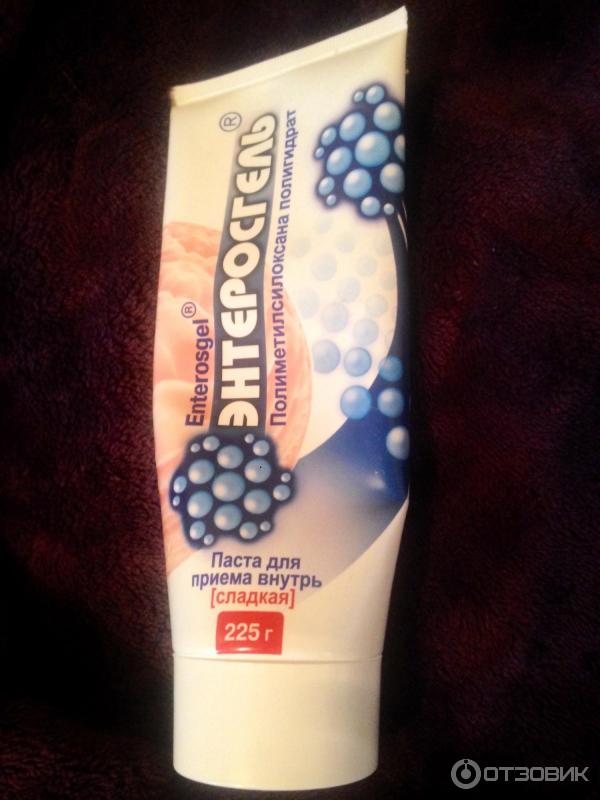 Enterosgel®
ЭНТЕРОСГЕЛЬ®
Полиметилсилоксана полигидрат
Паста для
приема внутрь
[сладкая]
225 г
ОТЗОВИК